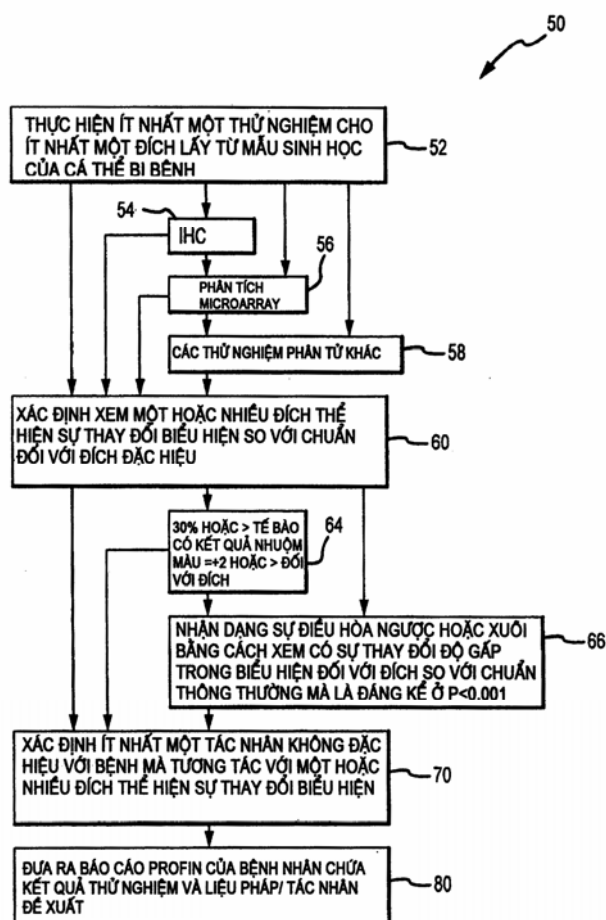 50
THỰC HIỆN ÍT NHẤT MỘT THỬ NGHIỆM CHO
ÍT NHẤT MỘT ĐÍCH LẤY TỪ MẪU SINH HỌC
CỦA CÁ THỂ BI BÊNH
52
54
IHC
56
PHÂN TÍCH
MICROARRAY
CÁC THỬ NGHIỆM PHÂN TỬ KHÁC
58
XÁC ĐỊNH XEM MỘT HOẶC NHIỀU ĐÍCH THỂ
HIỆN SỰ THAY ĐỔI BIỂU HIỆN SO VỚI CHUẨN
ĐỐI VỚI ĐÍCH ĐẶC HIỆU
60
30% HOẶC > TẾ BÀO
CÓ KẾT QUẢ NHUỘM
MÀU =+2 HOẶC > ĐỐI
VỚI ĐÍCH
64
NHẬN DẠNG SỰ ĐIỀU HÒA NGƯỢC HOẶC XUÔI
BẰNG CÁCH XEM CÓ SỰ THAY ĐỔI ĐỘ GẤP
TRONG BIỂU HIỆN ĐỐI VỚI ĐÍCH SO VỚI CHUẨN
THÔNG THƯỜNG MÀ LÀ ĐÁNG KỂ Ở P<0.001
66
XÁC ĐỊNH ÍT NHẤT MỘT TÁC NHÂN KHÔNG ĐẶC
HIỆU VỚI BỆNH MÀ TƯƠNG TÁC VỚI MỘT HOẶC
NHIỀU ĐÍCH THỂ HIỆN SỰ THAY ĐỔI BIỂU HIỆN
70
ĐƯA RA BÁO CÁO PROFIN CỦA BỆNH NHÂN CHỨA
KẾT QUẢ THỬ NGHIỆM VÀ LIỆU PHÁP/ TÁC NHÂN
ĐỀ XUẤT
80